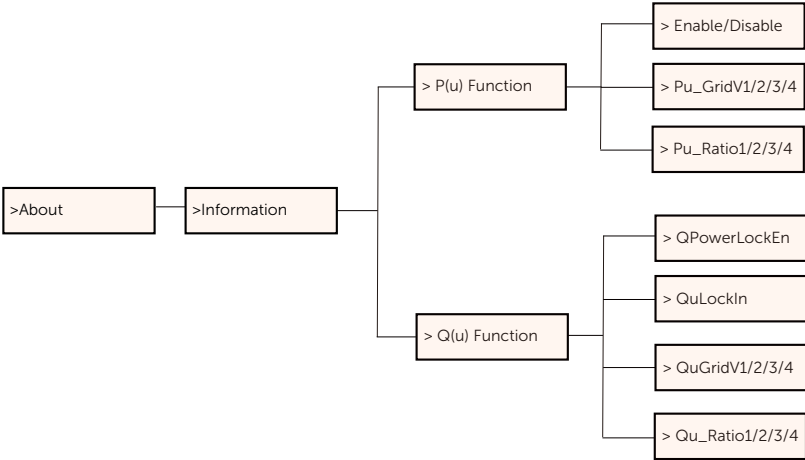 >About
>Information
> P(u) Function
> Enable/Disable
> Pu_GridV1/2/3/4
> Pu_Ratio1/2/3/4
> Q(u) Function
> QPowerLockEn
> QuLockIn
> QuGridV1/2/3/4
> Qu_Ratio1/2/3/4